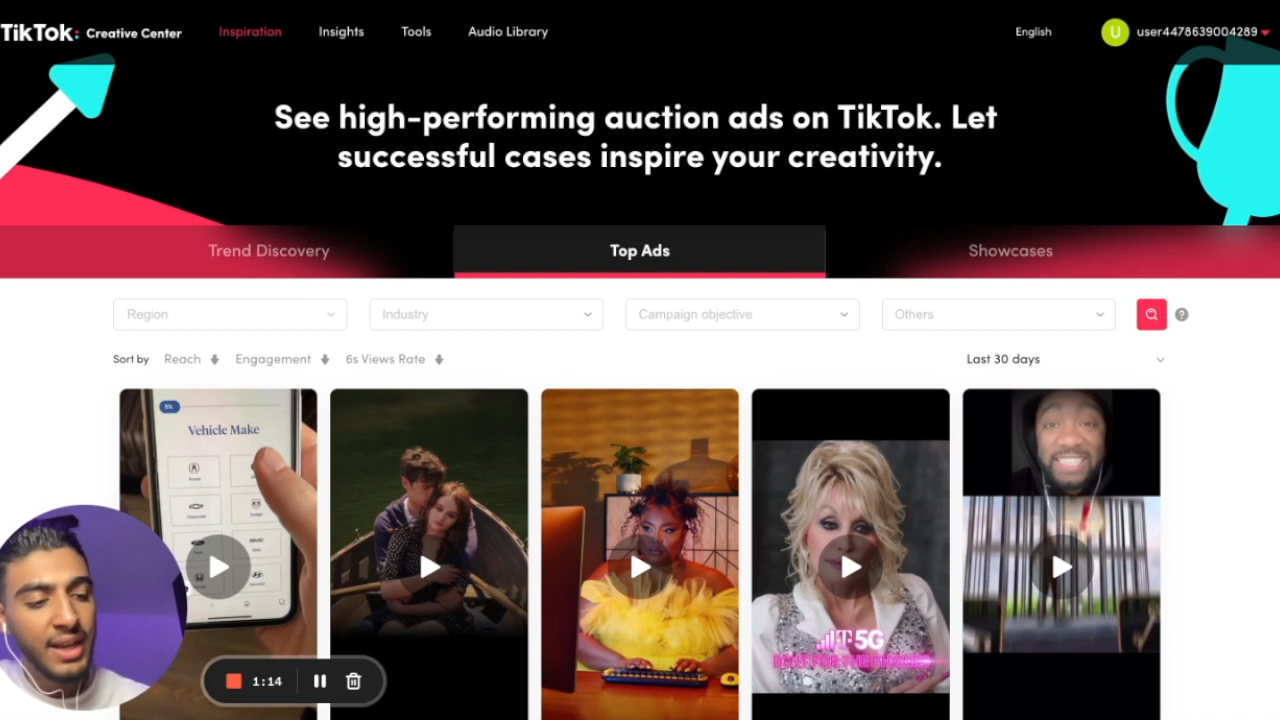 TikTok: Creative Center
Inspiration
Insights
Tools
Audio Library
English
U
user4478639004289
See high-performing auction ads on TikTok. Let
successful cases inspire your creativity.
Trend Discovery
Top Ads
Showcases
Region
Industry
Campaign objective
Others
?
Sort by
Reach
Engagement
6s Views Rate
Last 30 days
5%
Vehicle Make
T 5G
1:14